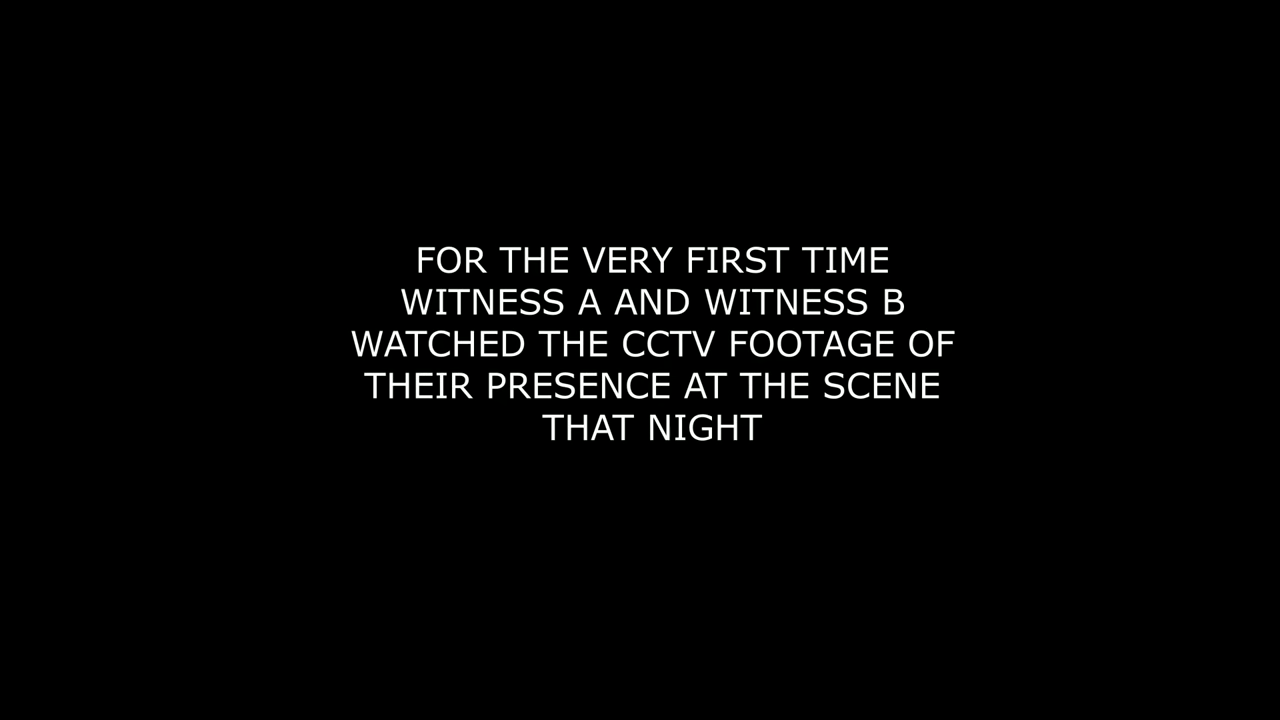 FOR THE VERY FIRST TIME
WITNESS A AND WITNESS B
WATCHED THE CCTV FOOTAGE OF
THEIR PRESENCE AT THE SCENE
THAT NIGHT